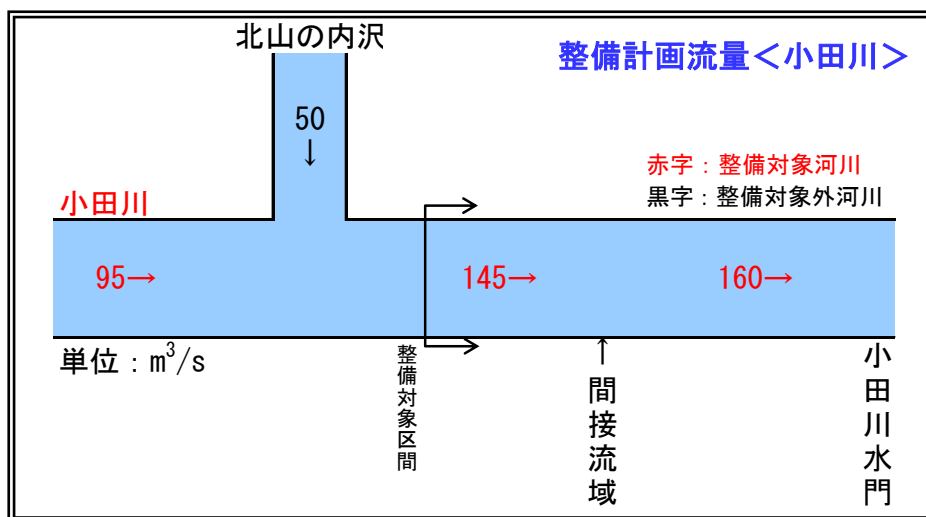 北山の内沢
整備計画流量<小田川>
50
↓
赤字：整備対象河川
黒字：整備対象外河川
小田川
95→
145→
160→
単位：m³/s
整備対象区間
↑間接流域
小田川水門